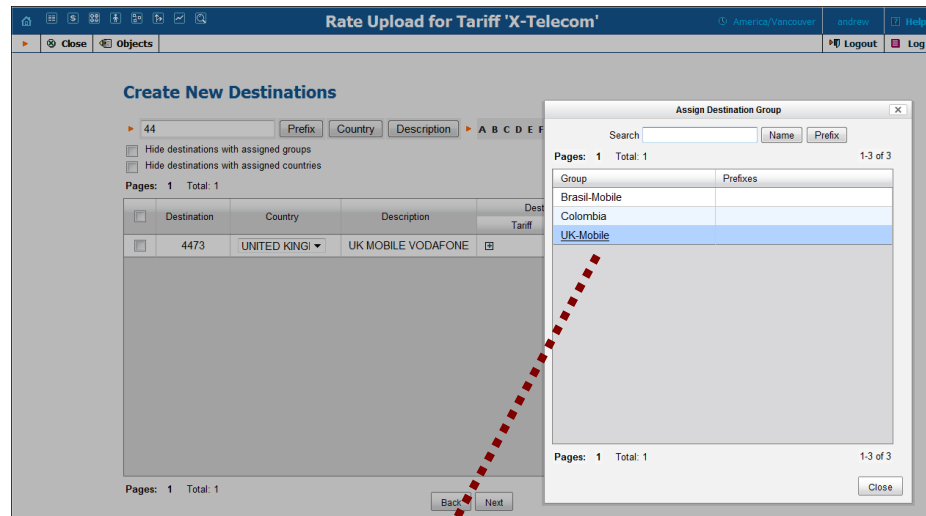 Rate Upload for Tariff 'X-Telecom'
America/Vancouver
andrew
Help
Close
Objects
Logout
Log
Create New Destinations
44
Prefix
Country
Description
A B C D E F
Hide destinations with assigned groups
Hide destinations with assigned countries
Pages: 1 Total: 1
Destination
Country
Description
Dest
Tariff
4473
UNITED KINGI
UK MOBILE VODAFONE
Pages: 1 Total: 1
Back
Next
Assign Destination Group
Search
Name
Prefix
Pages: 1 Total: 1
1-3 of 3
Group
Prefixes
Brasil-Mobile
Colombia
UK-Mobile
Pages: 1 Total: 1
1-3 of 3
Close